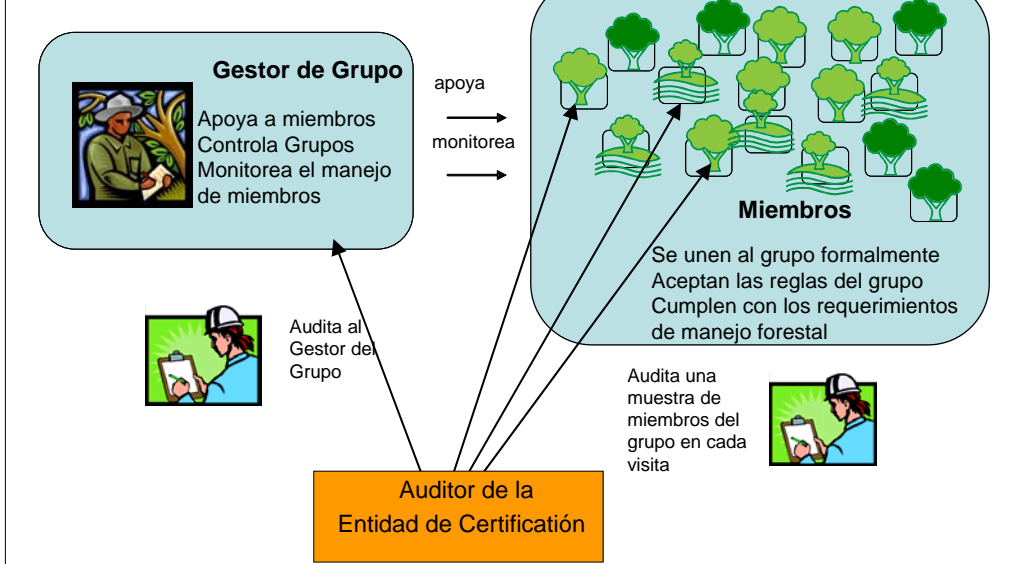 Gestor de Grupo
Apoya a miembros
Controla Grupos
Monitorea el manejo
de miembros
apoya
monitorea
Miembros
Se unen al grupo formalmente
Aceptan las reglas del grupo
Cumplen con los requerimientos
de manejo forestal
Audita al
Gestor del
Grupo
Audita una
muestra de
miembros del
grupo en cada
visita
Auditor de la
Entidad de Certificatión